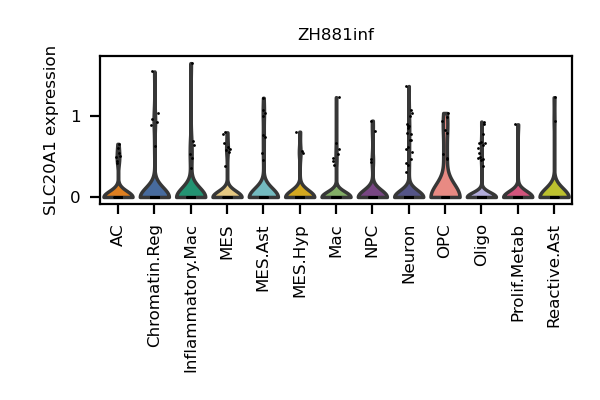 ZH881inf
SLC20A1 expression
1
0
AC
Chromatin.Reg
Inflammatory.Mac
MES
MES.Ast
MES.Hyp
Mac
NPC
Neuron
OPC
Oligo
Prolif.Metab
Reactive.Ast